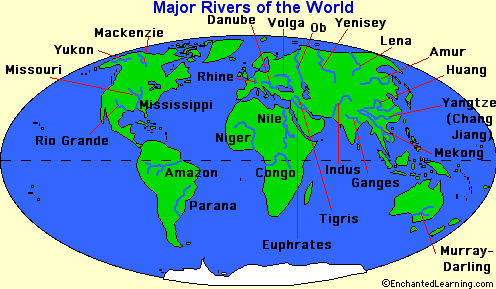 Major Rivers of the World
Danube
Volga
Ob
Yenisey
Mackenzie
Lena
Yukon
Amur
Missouri
Rhine
Huang
Mississippi
Yangtze
(Chang
Jiang)
Nile
Rio Grande
Niger
Mekong
Amazon
Congo
Indus
Ganges
Parana
Tigris
Euphrates
Murray-
Darling
©EnchantedLearning.com